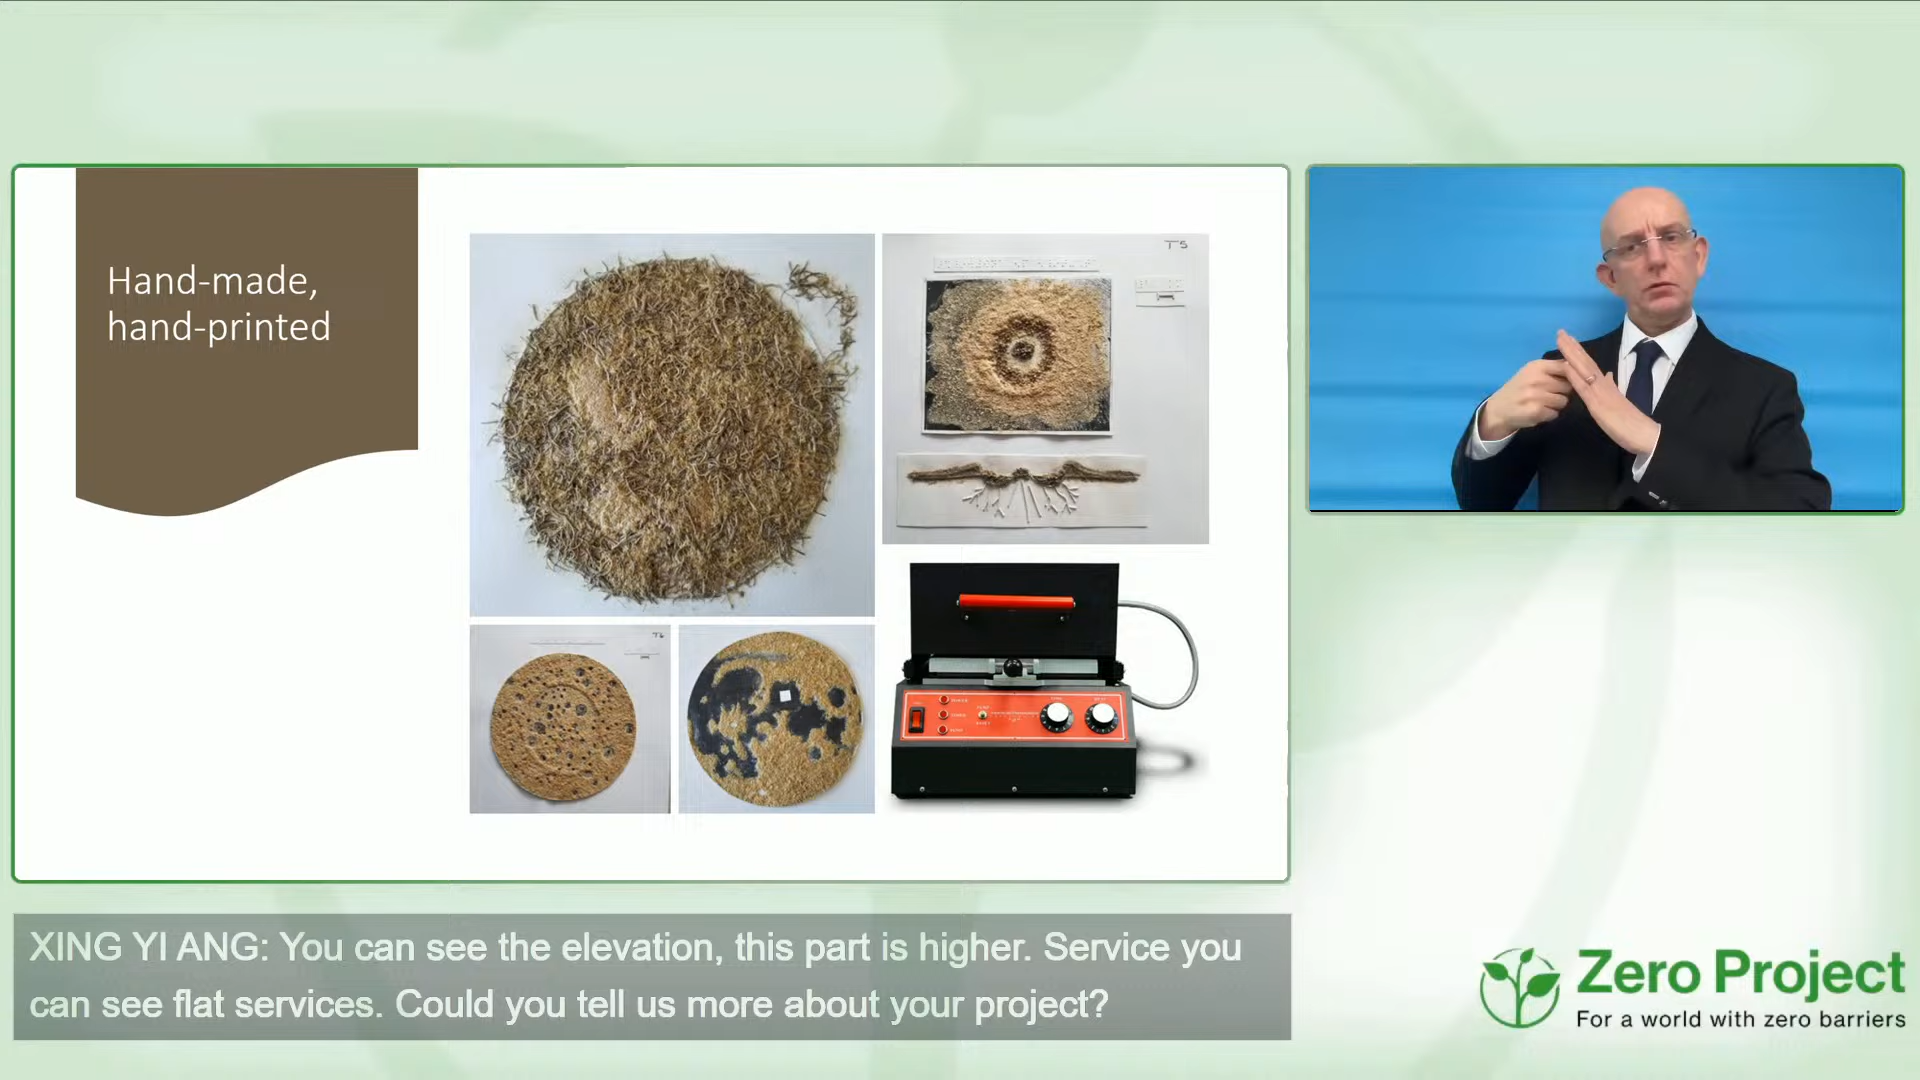 Hand-made,
hand-printed
T5
XING YI ANG: You can see the elevation, this part is higher. Service you
can see flat services. Could you tell us more about your project?
Zero Project
For a world with zero barriers